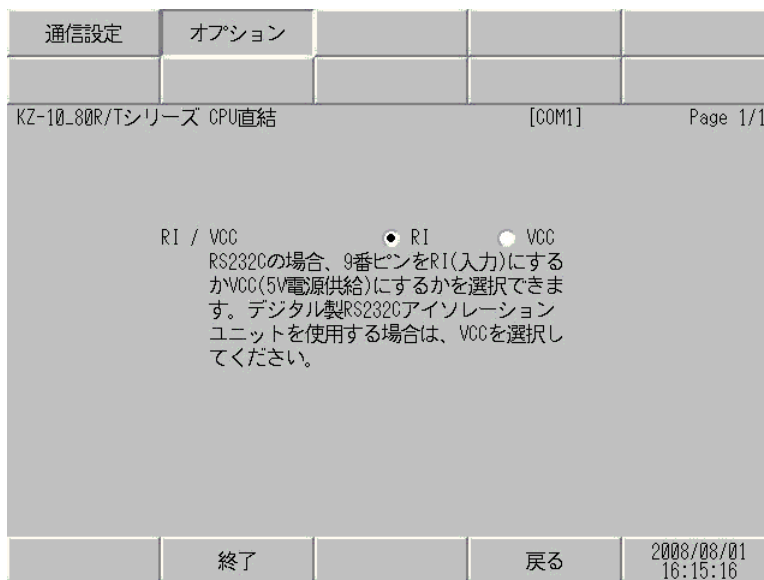 通信設定 オプション
KZ-10_80R/Tシリーズ CPU直結 [COM1] Page 1/1
RI / VCC RI VCC
RS232Cの場合、9番ピンをRI(入力)にする
かVCC(5V電源供給)にするかを選択できま
す。デジタル製RS232Cアイソレーション
ユニットを使用する場合は、VCCを選択し
てください。
終了 戻る 2008/08/01
16:15:16